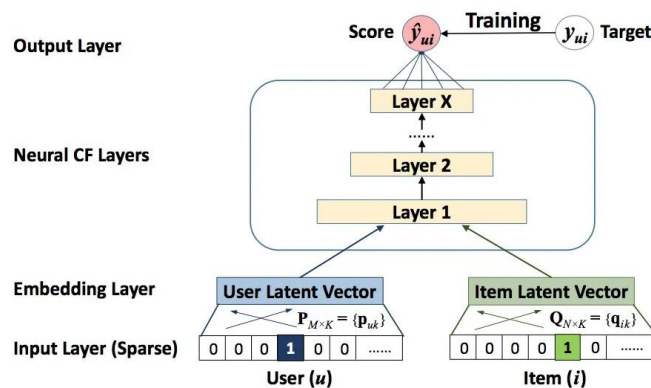 Output Layer
Score ŷui Training yui Target
Layer X
......
Neural CF Layers
Layer 2
Layer 1
Embedding Layer
User Latent Vector
Item Latent Vector
P M×K = {puk}
Q N×K = {qik}
Input Layer (Sparse)
0 0 0 1 0 0 ......
0 0 0 0 1 0 ......
User (u)
Item (i)